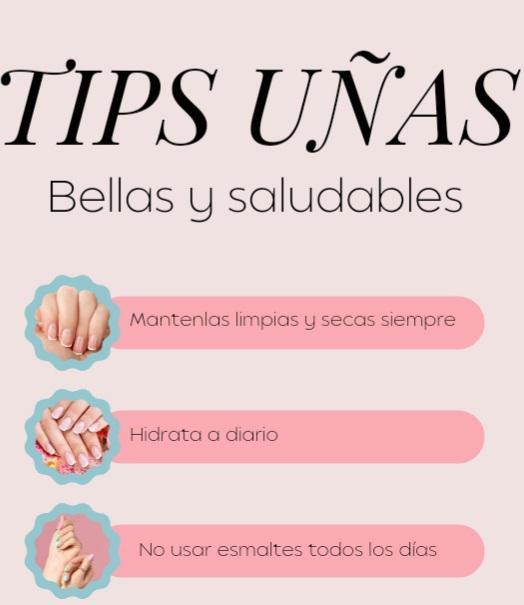 TIPS UÑAS
Bellas y saludables
Mantenlas limpias y secas siempre
Hidrata a diario
No usar esmaltes todos los días